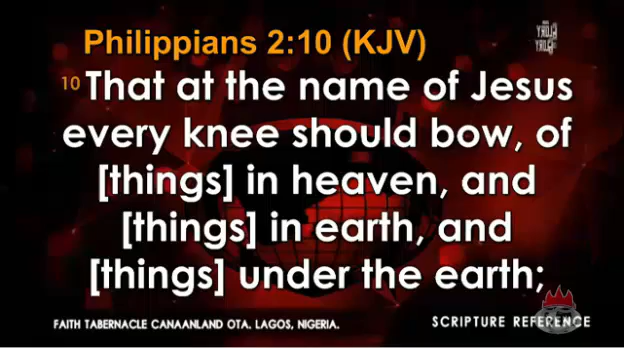 Philippians 2:10 (KJV)
10 That at the name of Jesus
every knee should bow, of
[things] in heaven, and
[things] in earth, and
[things] under the earth;
FAITH TABERNACLE CANAANLAND OTA. LAGOS, NIGERIA.
SCRIPTURE REFERENCE